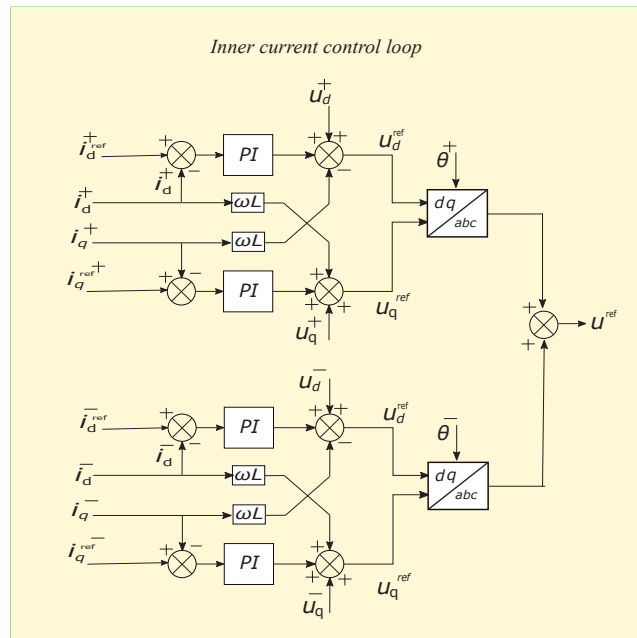 Inner current control loop
u_d^+
i_d^{ref +}
+
−
PI
+ +
−
u_d^{ref}
θ^+
i_d^+
i_d^+
ωL
dq
abc
i_q^+
ωL
i_q^{ref +}
+
−
PI
+
+ +
u_q^{ref}
u_q^+
+
+
u^{ref}
u_d^−
i_d^{ref −}
+
−
PI
+ +
−
u_d^{ref}
θ^−
i_d^−
i_d^−
ωL
dq
abc
i_q^−
ωL
i_q^{ref −}
+
−
PI
+
+ +
u_q^{ref}
u_q^−